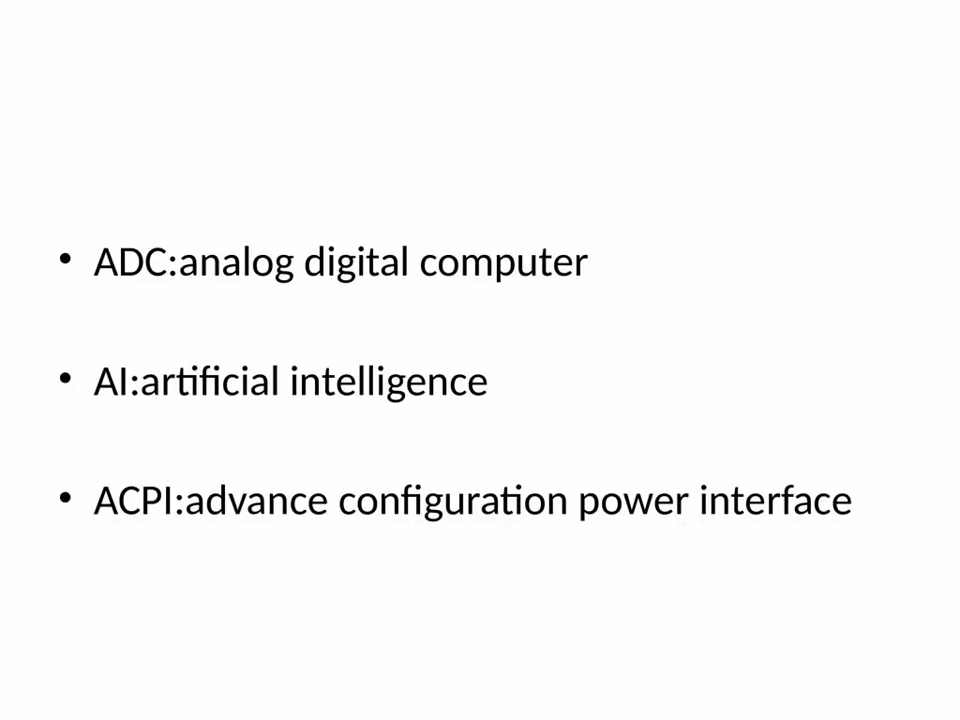 • ADC:analog digital computer
• AI:artificial intelligence
• ACPI:advance configuration power interface